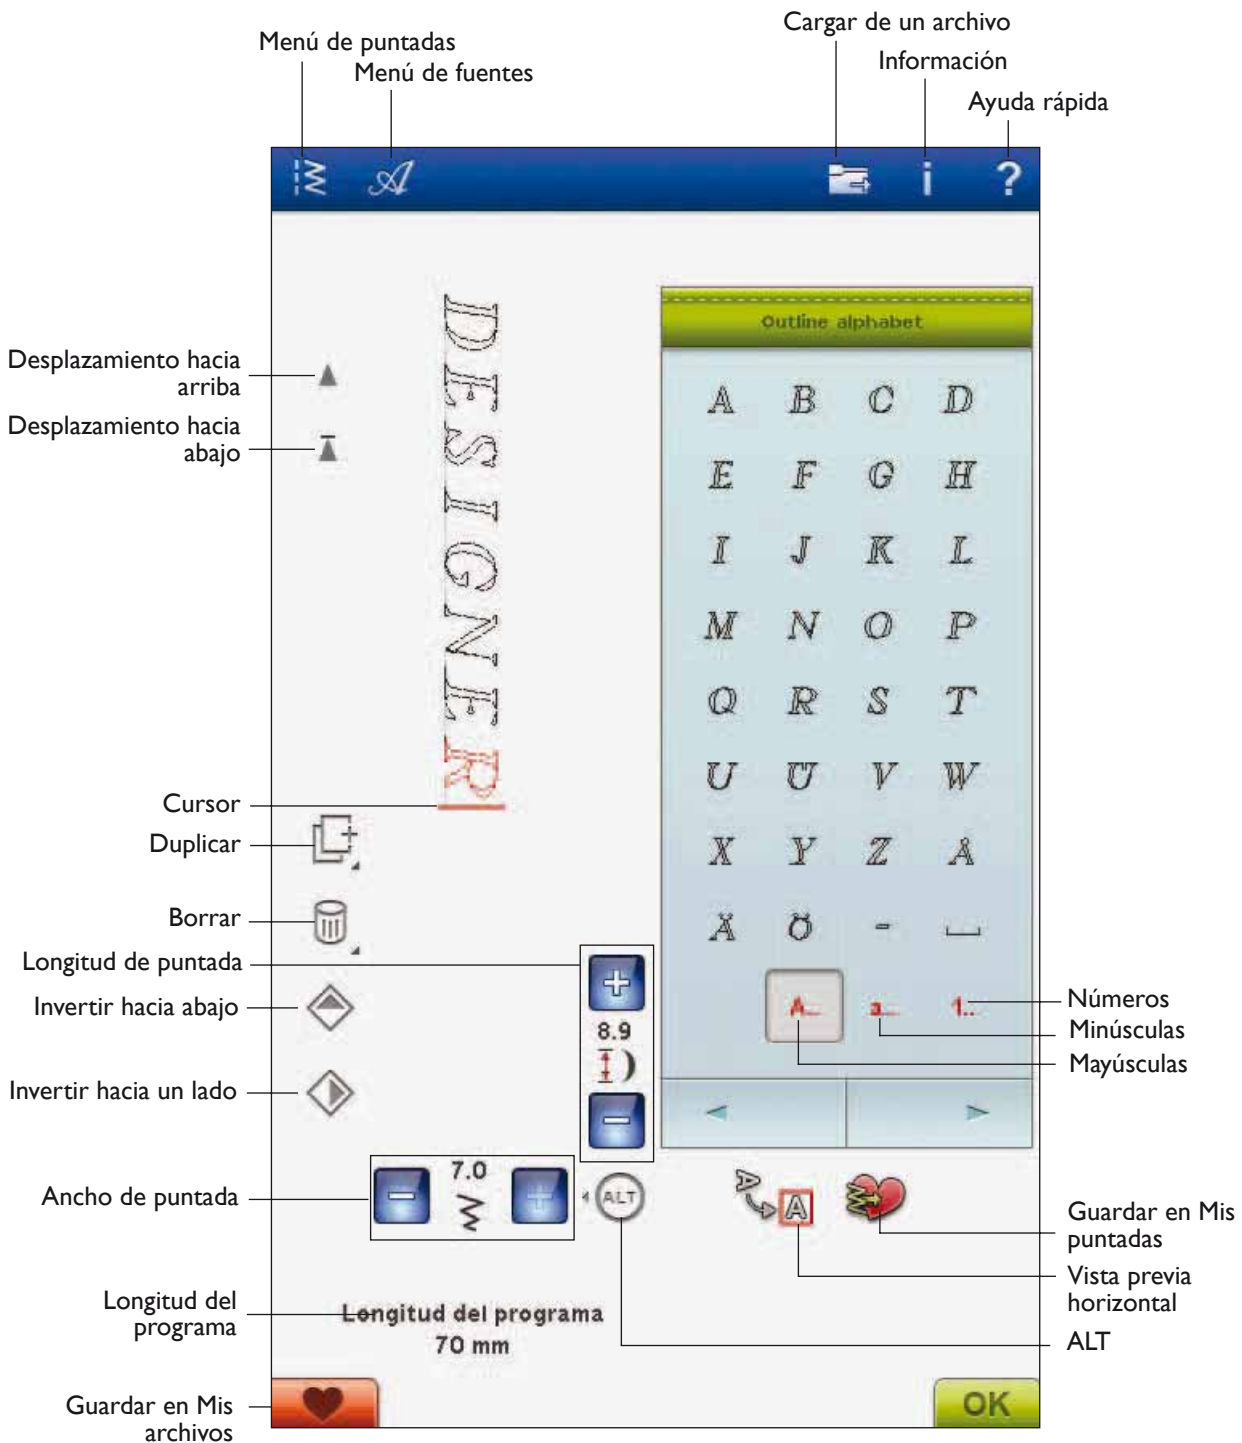 Cargar de un archivo
Menú de puntadas
Información
Menú de fuentes
Ayuda rápida
A
i ?
Outline alphabet
DESIGNER
Desplazamiento hacia
arriba
Desplazamiento hacia
abajo
A B C D
E F G H
I J K L
M N O P
Q R S T
U Ü V W
X Y Z Å
Ä Ö -
Cursor
Duplicar
Borrar
Longitud de puntada
Invertir hacia abajo
8.9
A... a... 1..
Números
Minúsculas
Mayúsculas
Invertir hacia un lado
7.0
Ancho de puntada
ALT
A A
Guardar en Mis
puntadas
Vista previa
horizontal
ALT
Longitud del
programa
Longitud del programa
70 mm
Guardar en Mis
archivos
OK